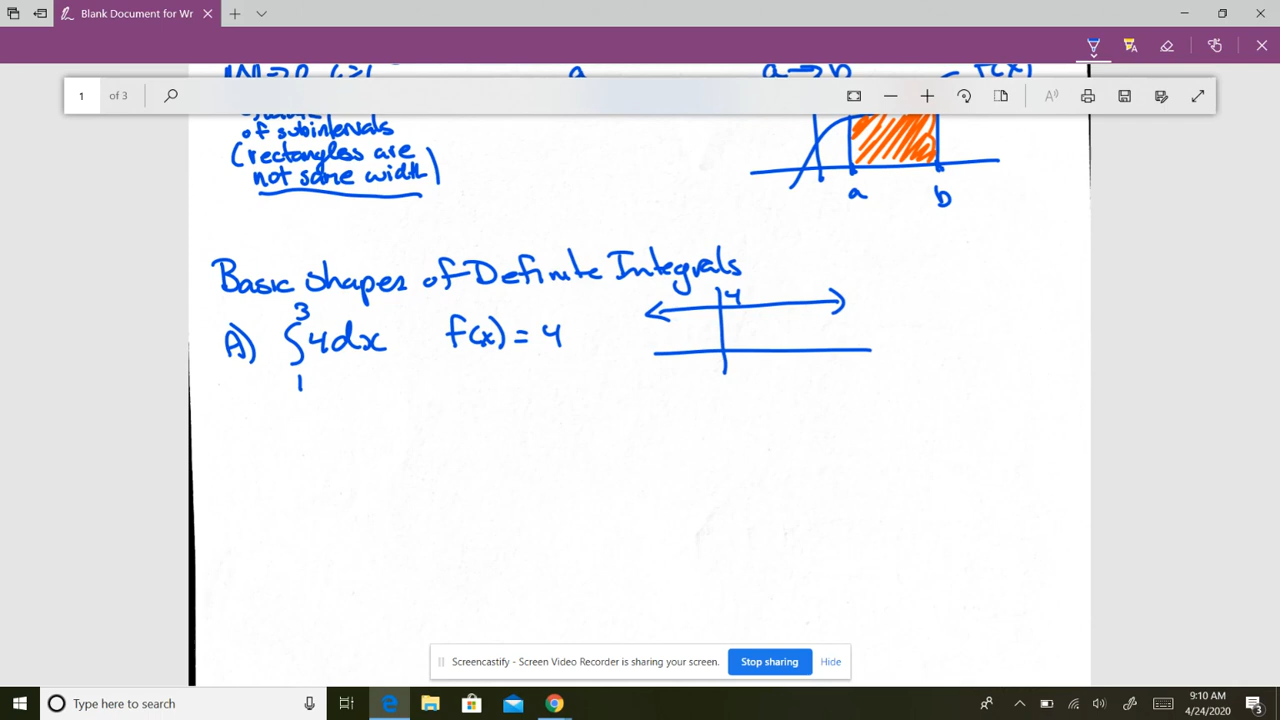 Blank Document for Wr
1 of 3
a → b
f(x)
a
of subintervals
(rectangles are
not same width)
a
b
Basic Shapes of Definite Integrals
4
A) ∫₁³ 4dx f(x) = 4
Screencastify - Screen Video Recorder is sharing your screen.
Stop sharing
Hide
Type here to search
9:10 AM
4/24/2020
3